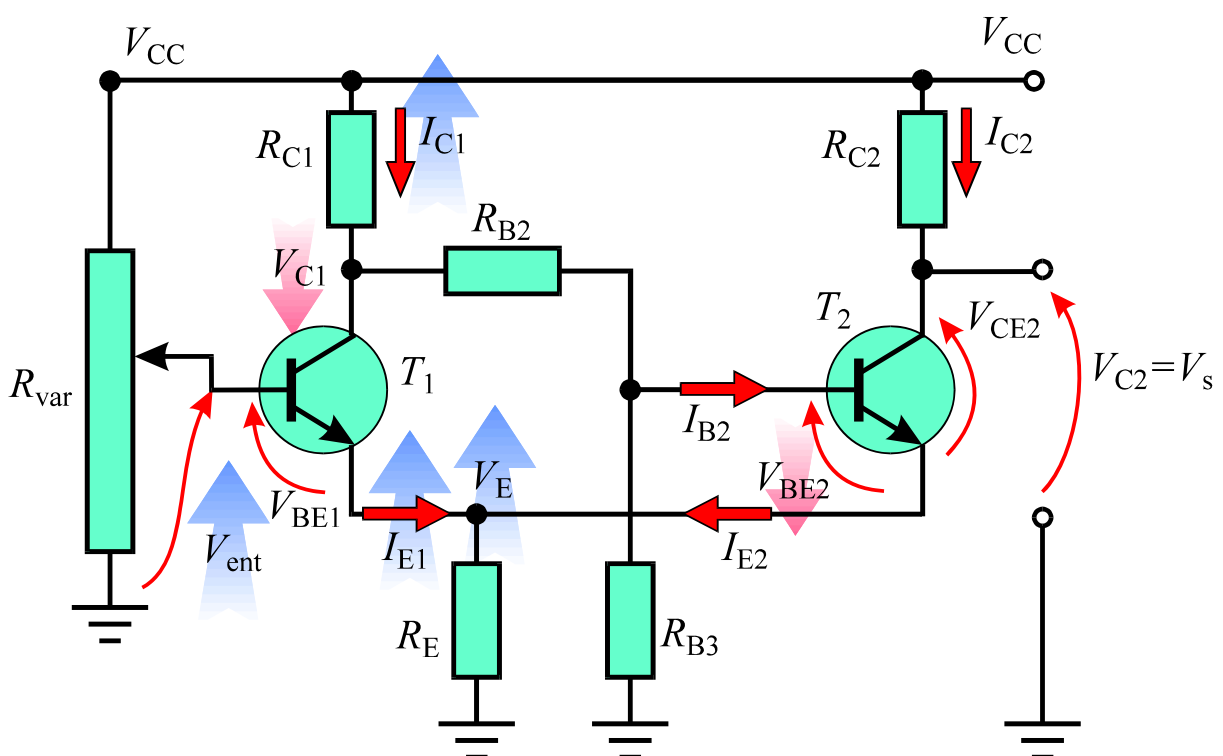 VCC
VCC
RC1
IC1
RC2
IC2
RB2
VC1
T2
VCE2
T1
VC2=Vs
Rvar
IB2
VE
VBE2
VBE1
Vent
IE1
IE2
RE
RB3